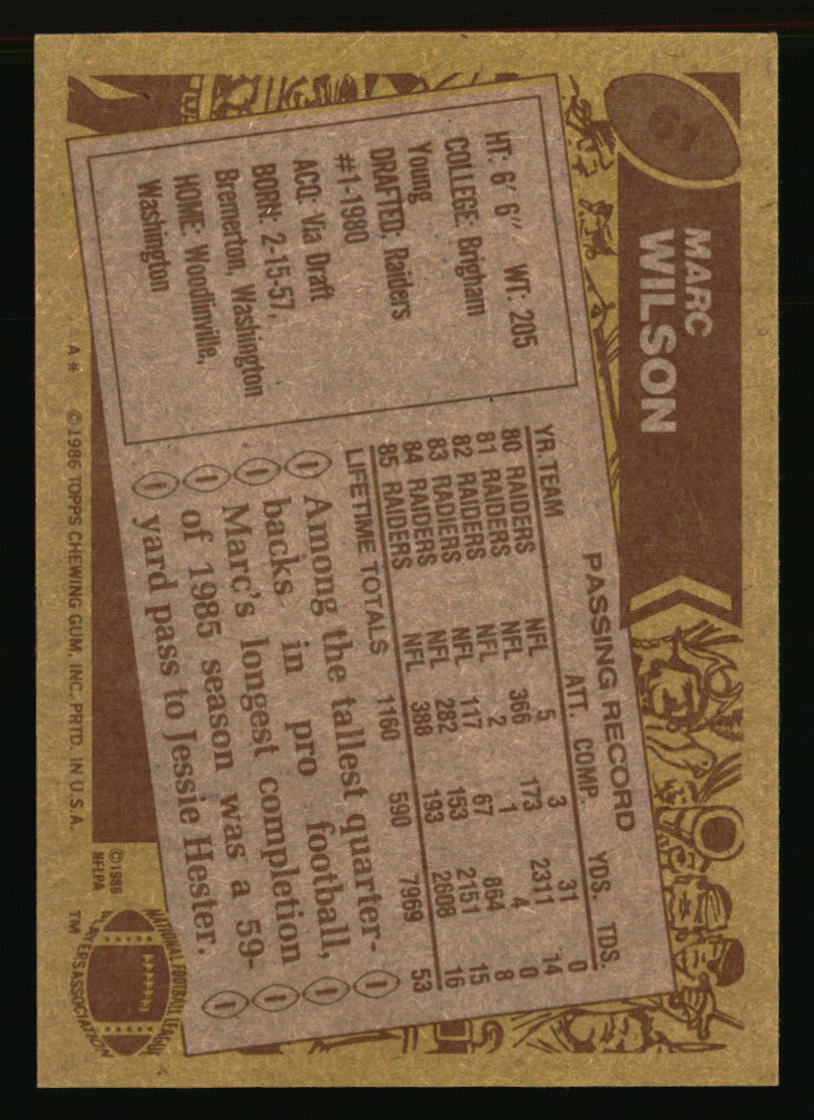 61
MARC
WILSON
HT: 6' 6" WT: 205
COLLEGE: Brigham
Young
DRAFTED: Raiders
#1-1980
ACQ: Via Draft
BORN: 2-15-57,
Bremerton, Washington
HOME: Woodinville,
Washington
PASSING RECORD
YR. TEAM ATT. COMP. YDS. TDS.
80 RAIDERS NFL 5 3 31 0
81 RAIDERS NFL 366 173 2311 14
82 RAIDERS NFL 2 1 4 0
83 RADIERS NFL 117 67 864 8
84 RAIDERS NFL 282 153 2151 15
85 RAIDERS NFL 388 193 2608 16
LIFETIME TOTALS 1160 590 7969 53
Among the tallest quarter-
backs in pro football,
Marc's longest completion
of 1985 season was a 59-
yard pass to Jessie Hester.
A* ©1986 TOPPS CHEWING GUM, INC. PRTD. IN U.S.A.
©1986
NFLPA
NATIONAL FOOTBALL LEAGUE
PLAYERS ASSOCIATION
TM